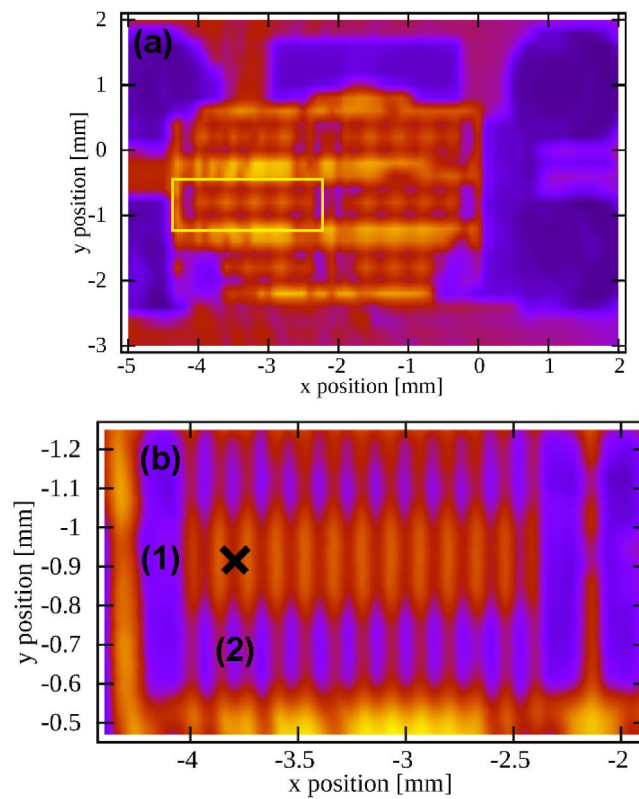 (a)
2
1
0
-1
-2
-3
y position [mm]
-5 -4 -3 -2 -1 0 1 2
x position [mm]
(b)
-1.2
-1.1
-1
-0.9
-0.8
-0.7
-0.6
-0.5
y position [mm]
(1)
(2)
-4 -3.5 -3 -2.5 -2
x position [mm]